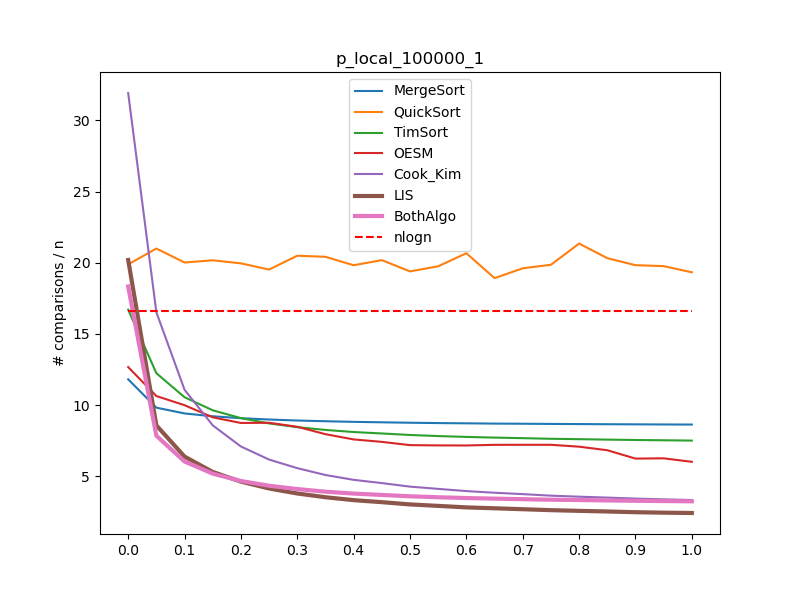 p_local_100000_1
MergeSort
QuickSort
TimSort
OESM
Cook_Kim
LIS
BothAlgo
nlogn
# comparisons / n
30
25
20
15
10
5
0.0 0.1 0.2 0.3 0.4 0.5 0.6 0.7 0.8 0.9 1.0